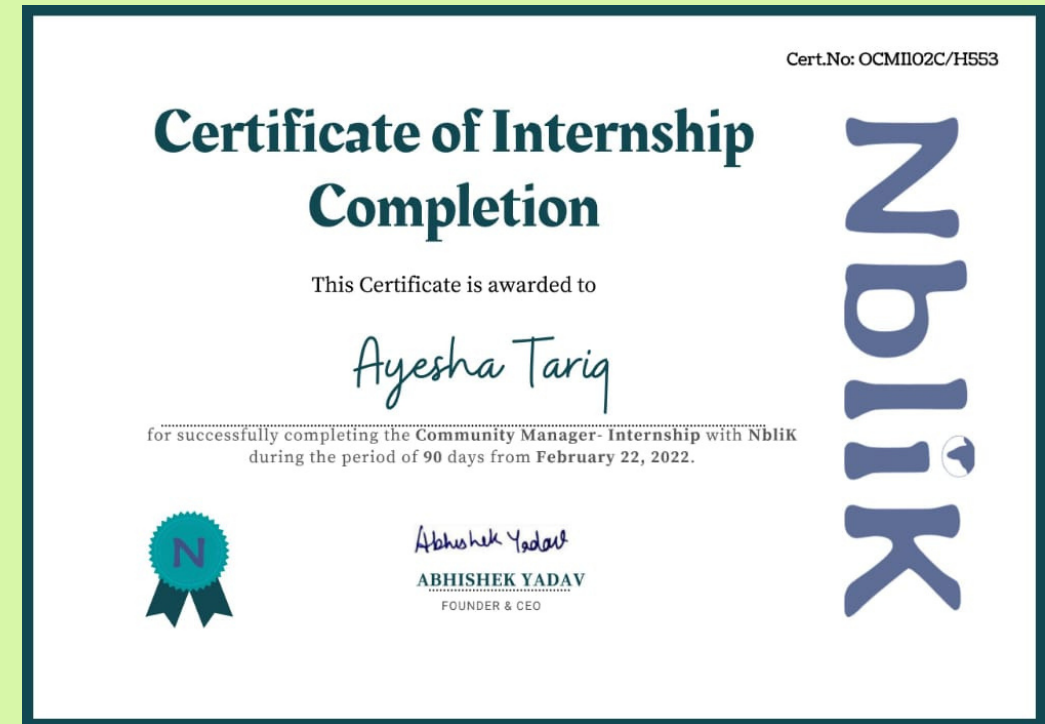 Cert.No: OCMI1102C/H553
Certificate of Internship
Completion
This Certificate is awarded to
Ayesha Tariq
for successfully completing the Community Manager- Internship with NbliK
during the period of 90 days from February 22, 2022.
N
Abhishek Yadav
ABHISHEK YADAV
FOUNDER & CEO
NbliK